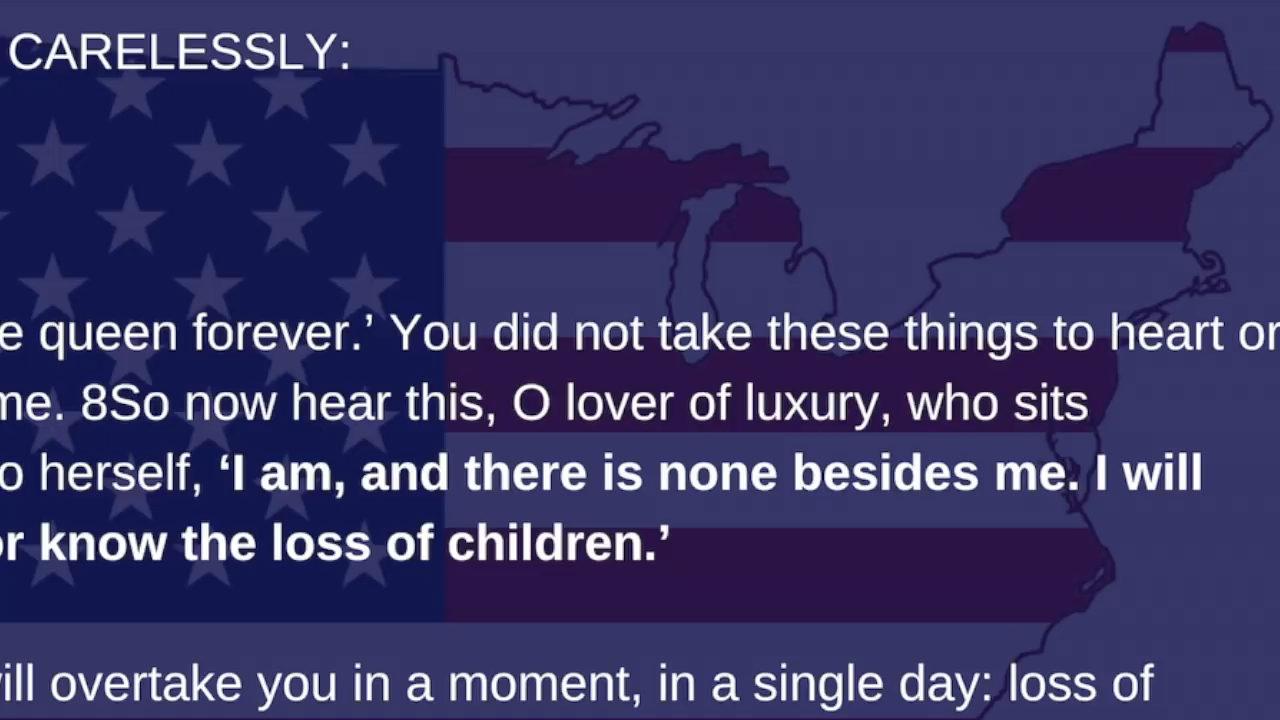 CARELESSLY:
e queen forever.’ You did not take these things to heart or
me. 8So now hear this, O lover of luxury, who sits
o herself, ‘I am, and there is none besides me. I will
or know the loss of children.’
will overtake you in a moment, in a single day: loss of